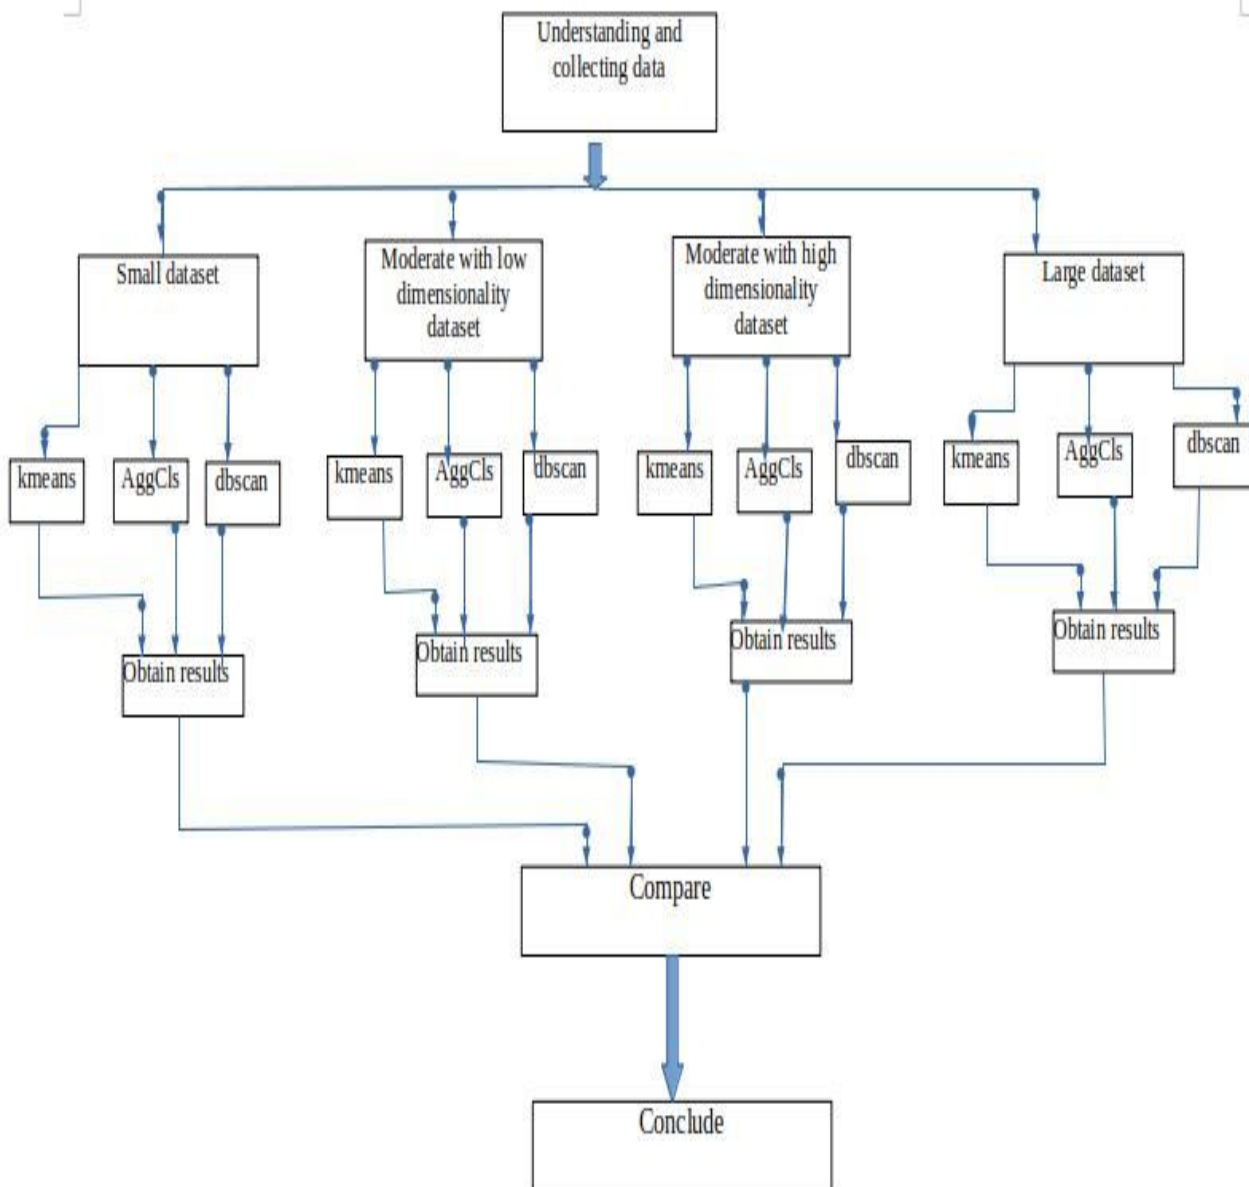 Understanding and
collecting data
Small dataset
Moderate with low
dimensionality
dataset
Moderate with high
dimensionality
dataset
Large dataset
kmeans
AggCls
dbscan
kmeans
AggCls
dbscan
kmeans
AggCls
dbscan
kmeans
AggCls
dbscan
Obtain results
Obtain results
Obtain results
Obtain results
Compare
Conclude